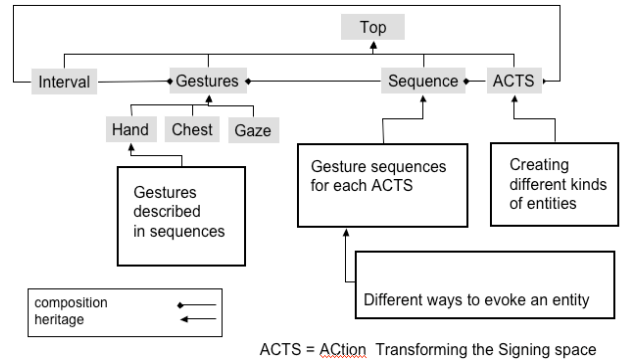 Top
Interval
Gestures
Sequence
ACTS
Hand
Chest
Gaze
Gestures
described
in sequences
Gesture sequences
for each ACTS
Creating
different kinds
of entities
Different ways to evoke an entity
composition
heritage
ACTS = ACtion Transforming the Signing space